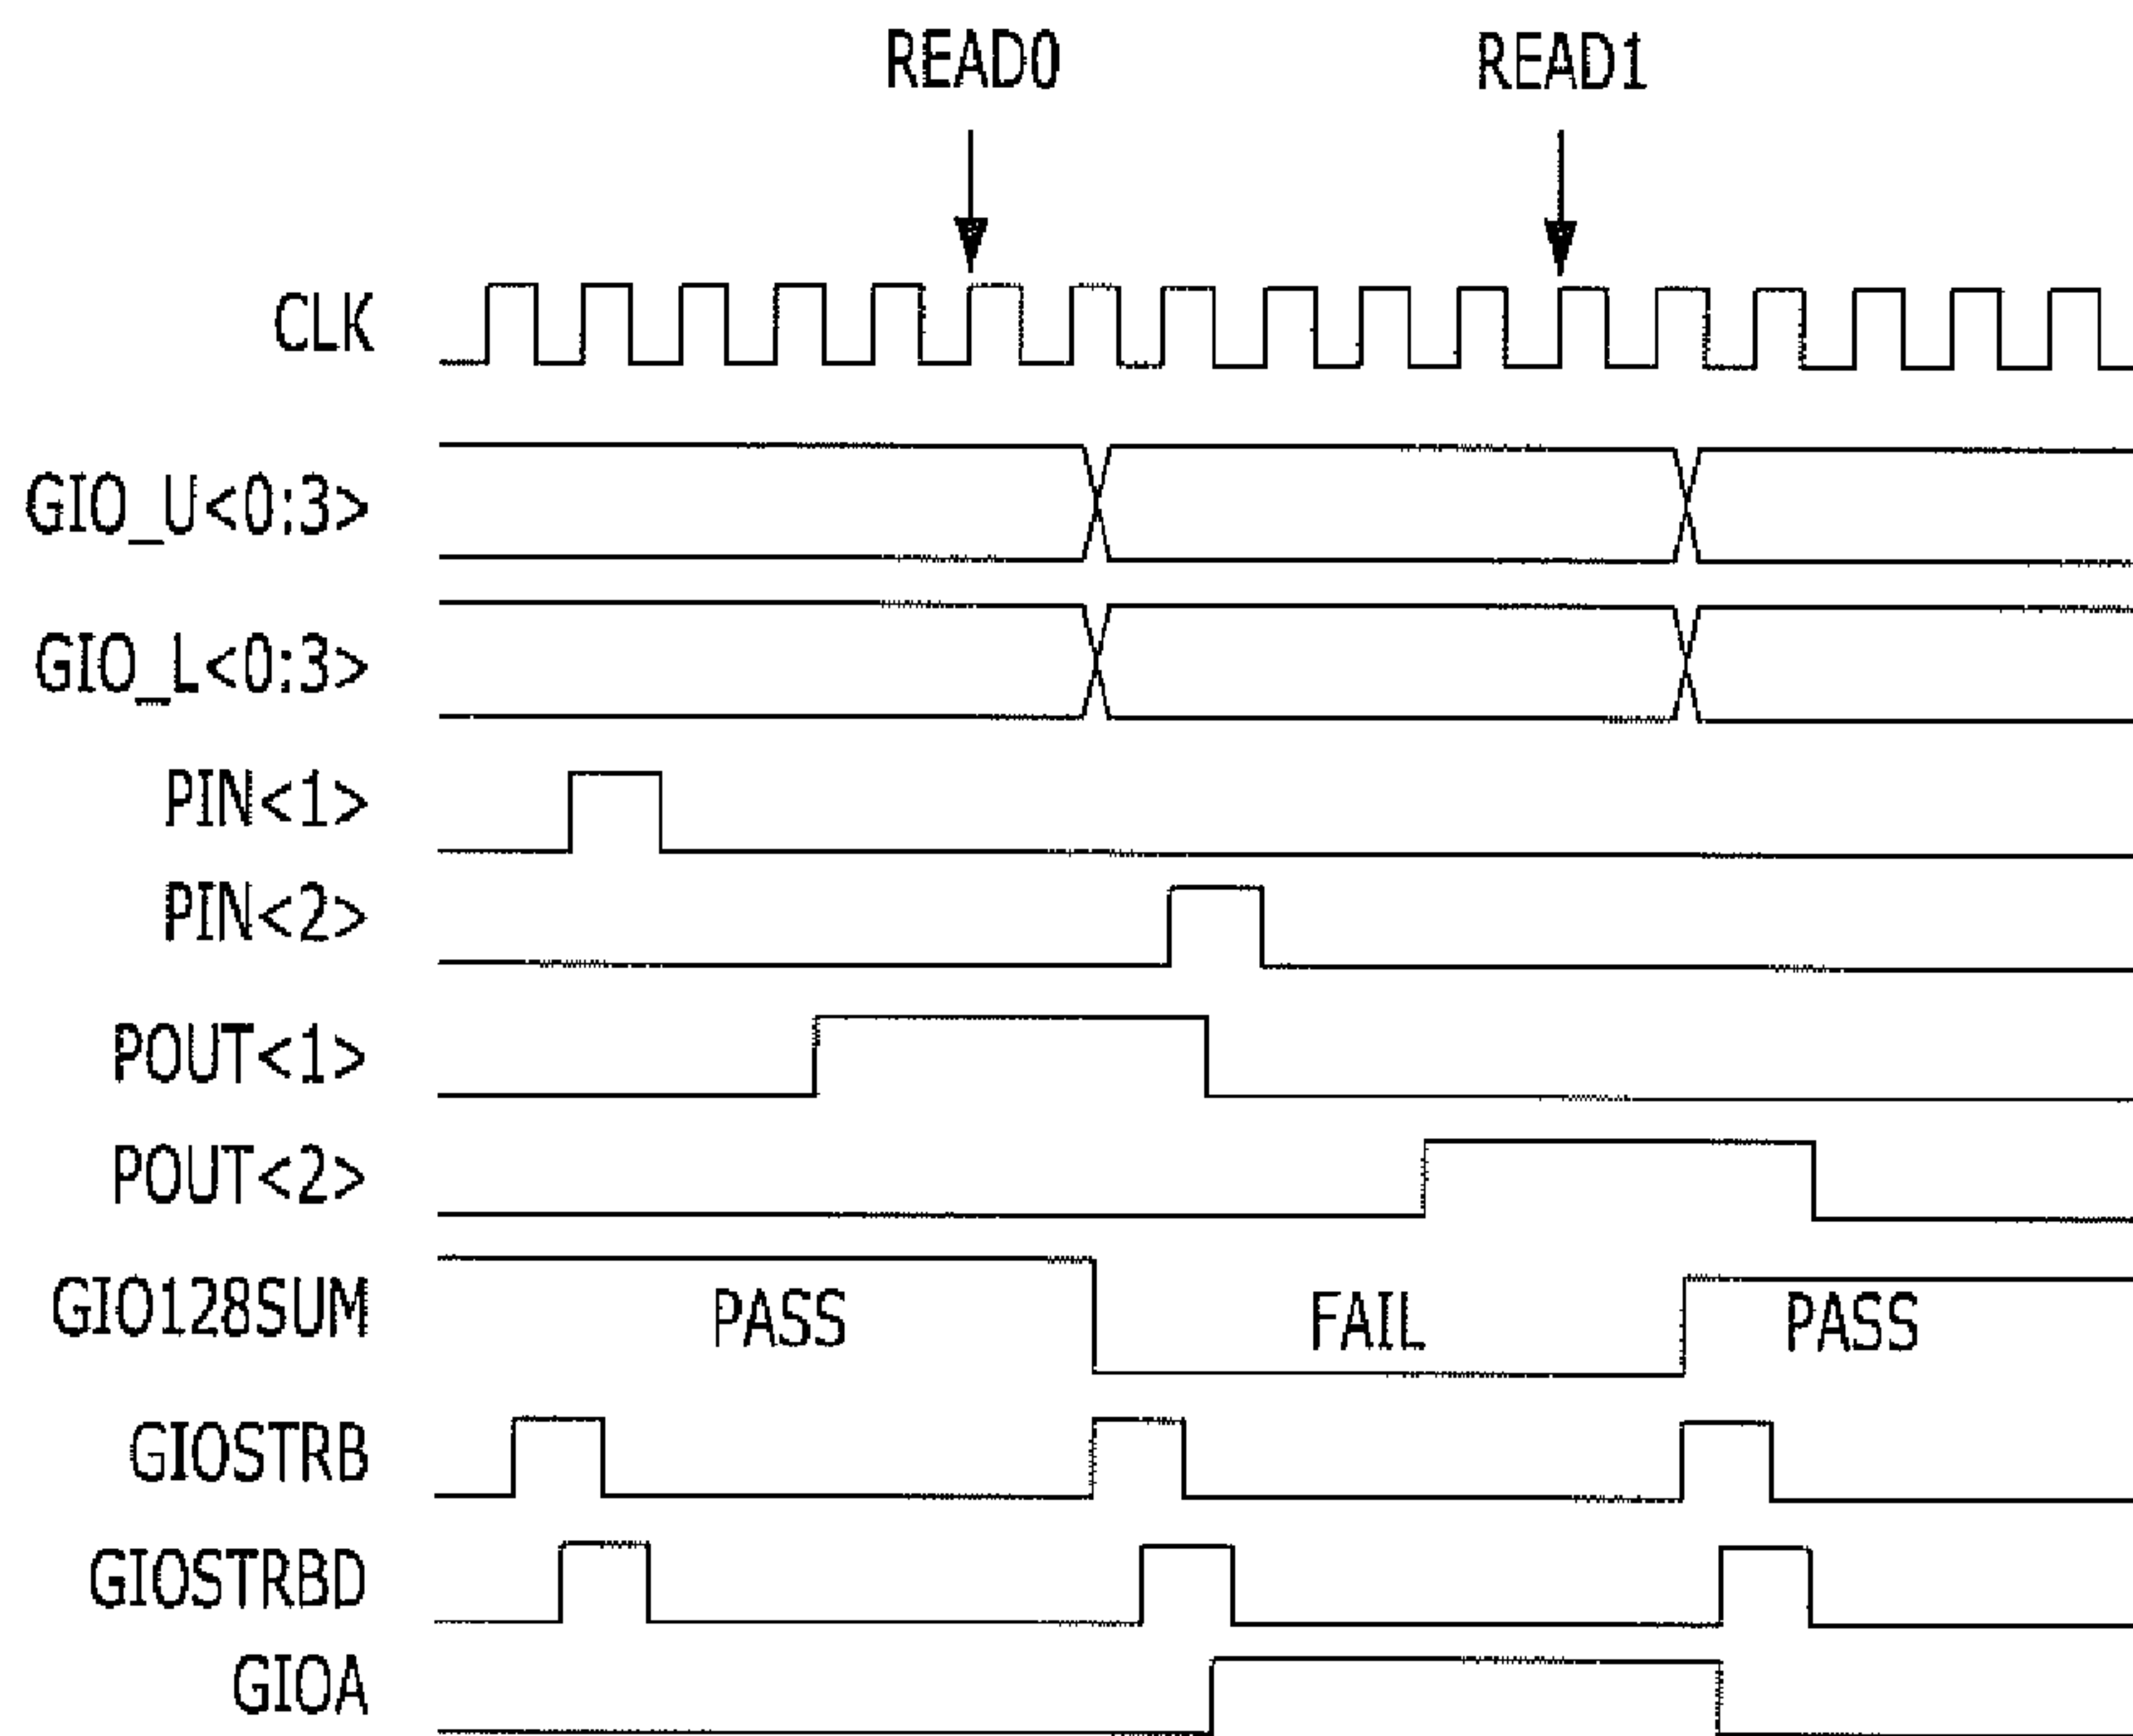 READ0 READ1
CLK
GIO_U<0:3>
GIO_L<0:3>
PIN<1>
PIN<2>
POUT<1>
POUT<2>
GIO128SUM PASS FAIL PASS
GIOSTRB
GIOSTRBD
GIOA